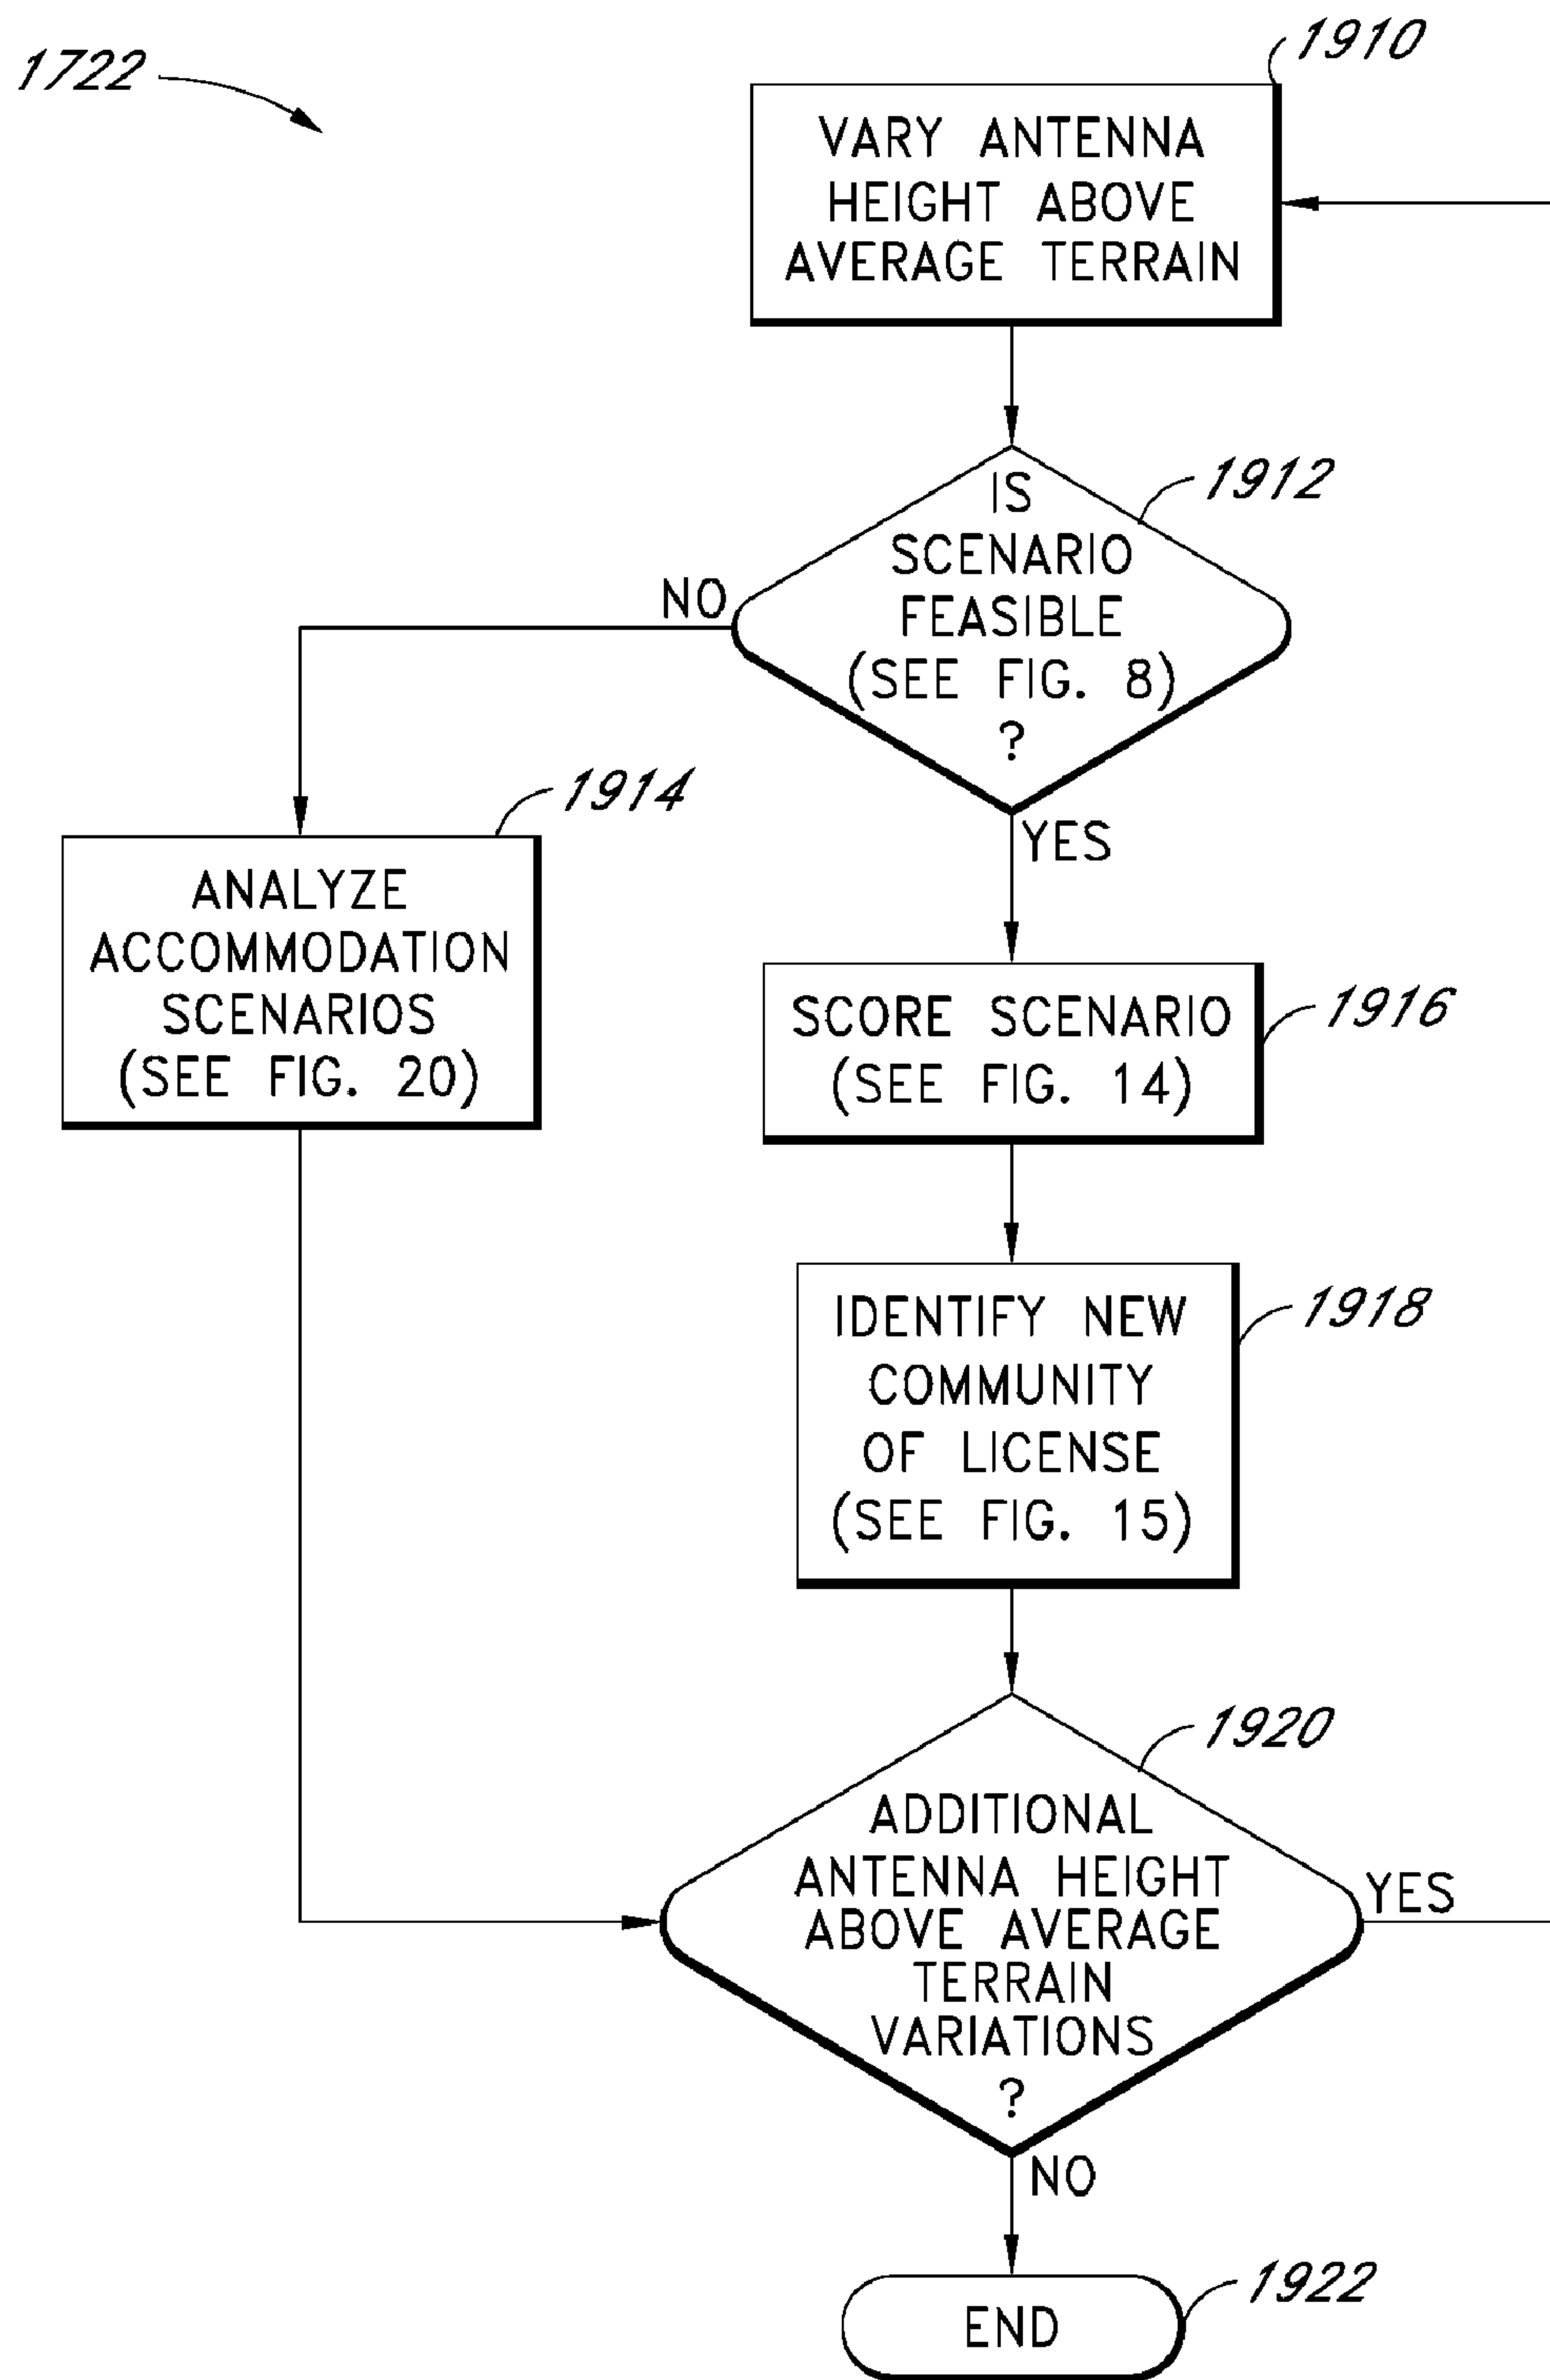 1722
1910
VARY ANTENNA
HEIGHT ABOVE
AVERAGE TERRAIN
1912
IS
SCENARIO
FEASIBLE
(SEE FIG. 8)
?
NO
YES
1914
ANALYZE
ACCOMMODATION
SCENARIOS
(SEE FIG. 20)
1916
SCORE SCENARIO
(SEE FIG. 14)
1918
IDENTIFY NEW
COMMUNITY
OF LICENSE
(SEE FIG. 15)
1920
ADDITIONAL
ANTENNA HEIGHT
ABOVE AVERAGE
TERRAIN
VARIATIONS
?
YES
NO
1922
END